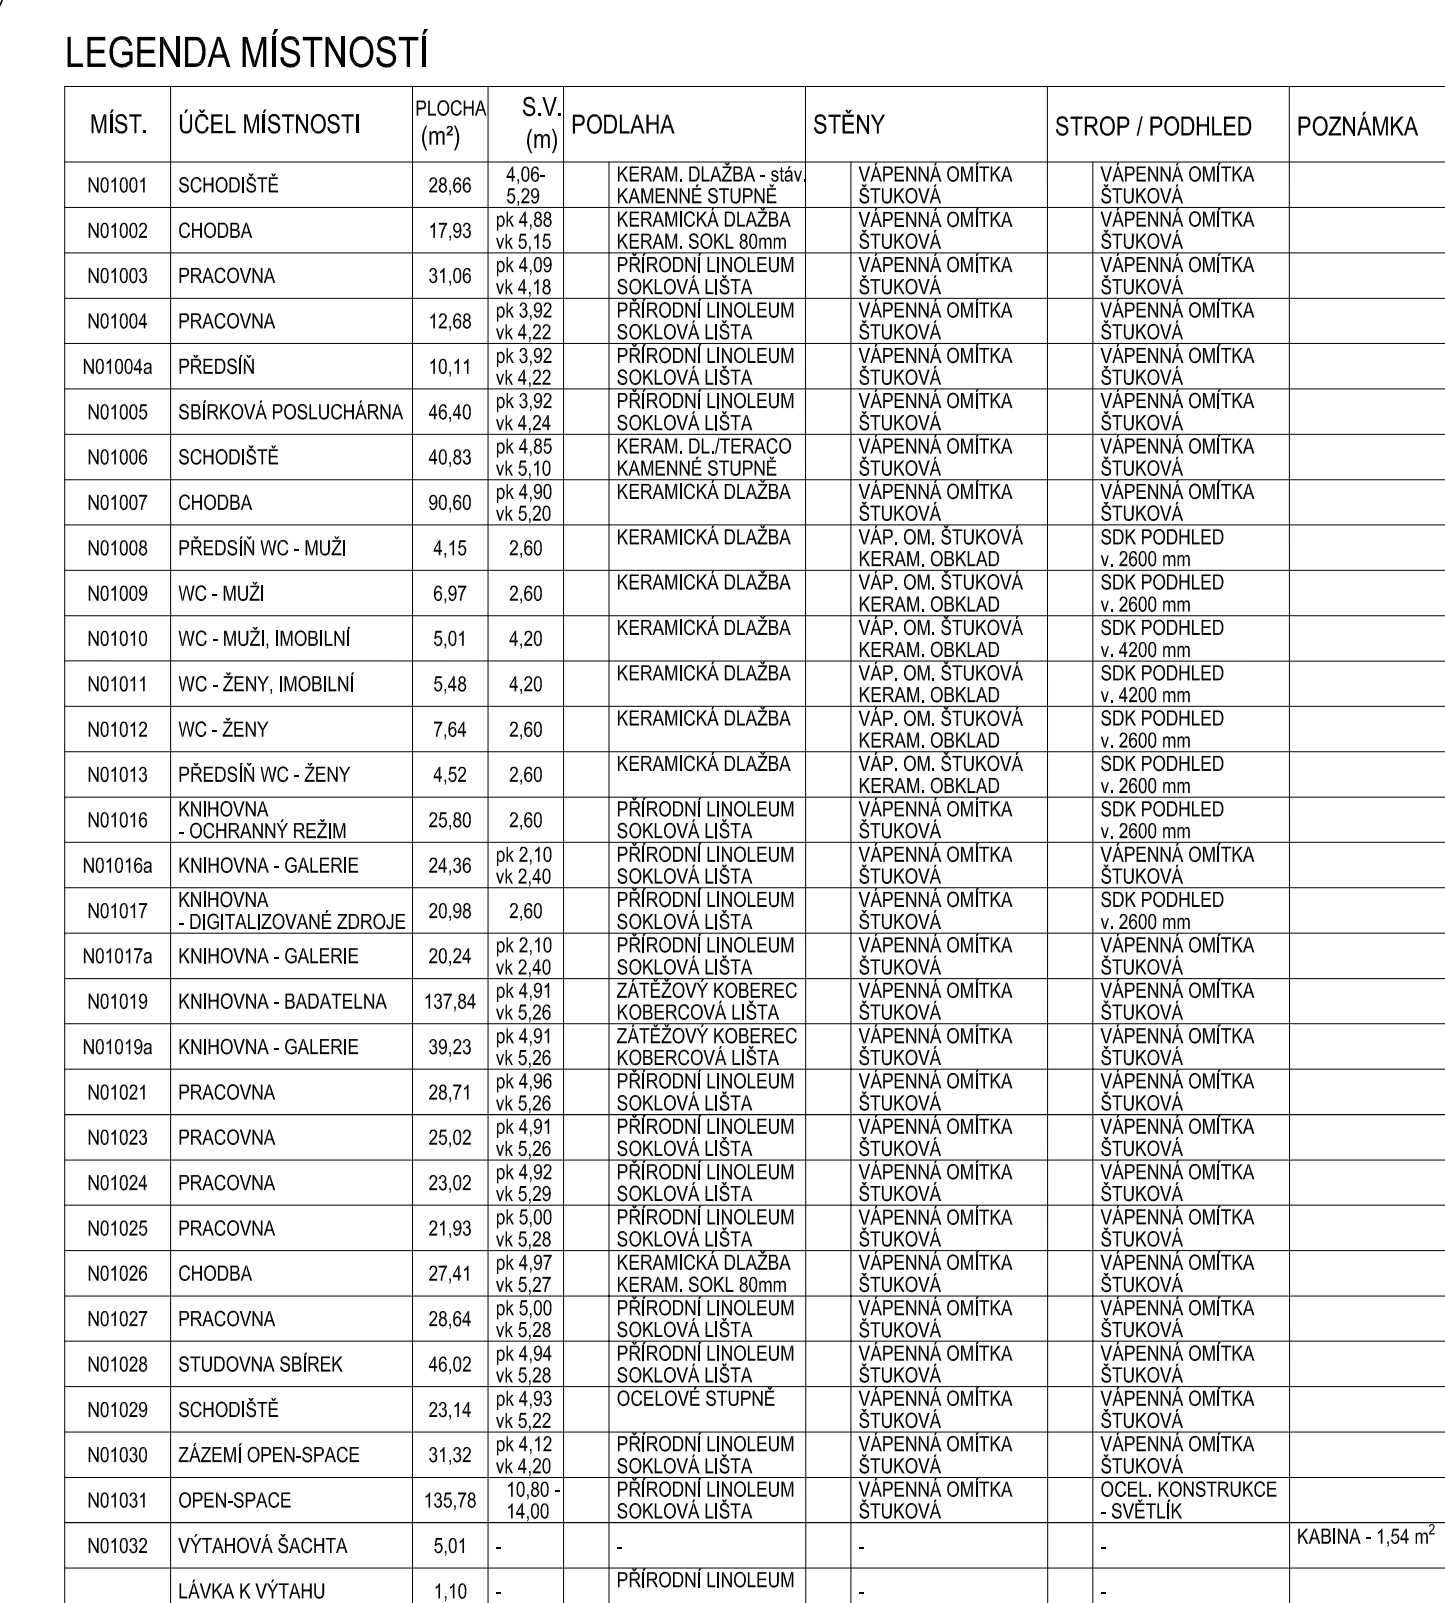 LEGENDA MÍSTNOSTÍ
MÍST. ÚČEL MÍSTNOSTI PLOCHA (m²) S.V. (m) PODLAHA STĚNY STROP / PODHLED POZNÁMKA
N01001 SCHODIŠTĚ 28,66 4,06- 5,29 KERAM. DLAŽBA - stáv. KAMENNÉ STUPNĚ VÁPENNÁ OMÍTKA ŠTUKOVÁ VÁPENNÁ OMÍTKA ŠTUKOVÁ
N01002 CHODBA 17,93 pk 4,88 vk 5,15 KERAMICKÁ DLAŽBA KERAM. SOKL 80mm VÁPENNÁ OMÍTKA ŠTUKOVÁ VÁPENNÁ OMÍTKA ŠTUKOVÁ
N01003 PRACOVNA 31,06 pk 4,09 vk 4,18 PŘÍRODNÍ LINOLEUM SOKLOVÁ LIŠTA VÁPENNÁ OMÍTKA ŠTUKOVÁ VÁPENNÁ OMÍTKA ŠTUKOVÁ
N01004 PRACOVNA 12,68 pk 3,92 vk 4,22 PŘÍRODNÍ LINOLEUM SOKLOVÁ LIŠTA VÁPENNÁ OMÍTKA ŠTUKOVÁ VÁPENNÁ OMÍTKA ŠTUKOVÁ
N01004a PŘEDSÍŇ 10,11 pk 3,92 vk 4,22 PŘÍRODNÍ LINOLEUM SOKLOVÁ LIŠTA VÁPENNÁ OMÍTKA ŠTUKOVÁ VÁPENNÁ OMÍTKA ŠTUKOVÁ
N01005 SBÍRKOVÁ POSLUCHÁRNA 46,40 pk 3,92 vk 4,24 PŘÍRODNÍ LINOLEUM SOKLOVÁ LIŠTA VÁPENNÁ OMÍTKA ŠTUKOVÁ VÁPENNÁ OMÍTKA ŠTUKOVÁ
N01006 SCHODIŠTĚ 40,83 pk 4,85 vk 5,10 KERAM. DL./TERACO KAMENNÉ STUPNĚ VÁPENNÁ OMÍTKA ŠTUKOVÁ VÁPENNÁ OMÍTKA ŠTUKOVÁ
N01007 CHODBA 90,60 pk 4,90 vk 5,20 KERAMICKÁ DLAŽBA VÁPENNÁ OMÍTKA ŠTUKOVÁ VÁPENNÁ OMÍTKA ŠTUKOVÁ
N01008 PŘEDSÍŇ WC - MUŽI 4,15 2,60 KERAMICKÁ DLAŽBA VÁP. OM. ŠTUKOVÁ KERAM. OBKLAD SDK PODHLED v. 2600 mm
N01009 WC - MUŽI 6,97 2,60 KERAMICKÁ DLAŽBA VÁP. OM. ŠTUKOVÁ KERAM. OBKLAD SDK PODHLED v. 2600 mm
N01010 WC - MUŽI, IMOBILNÍ 5,01 4,20 KERAMICKÁ DLAŽBA VÁP. OM. ŠTUKOVÁ KERAM. OBKLAD SDK PODHLED v. 4200 mm
N01011 WC - ŽENY, IMOBILNÍ 5,48 4,20 KERAMICKÁ DLAŽBA VÁP. OM. ŠTUKOVÁ KERAM. OBKLAD SDK PODHLED v. 4200 mm
N01012 WC - ŽENY 7,64 2,60 KERAMICKÁ DLAŽBA VÁP. OM. ŠTUKOVÁ KERAM. OBKLAD SDK PODHLED v. 2600 mm
N01013 PŘEDSÍŇ WC - ŽENY 4,52 2,60 KERAMICKÁ DLAŽBA VÁP. OM. ŠTUKOVÁ KERAM. OBKLAD SDK PODHLED v. 2600 mm
N01016 KNIHOVNA - OCHRANNÝ REŽIM 25,80 2,60 PŘÍRODNÍ LINOLEUM SOKLOVÁ LIŠTA VÁPENNÁ OMÍTKA ŠTUKOVÁ SDK PODHLED v. 2600 mm
N01016a KNIHOVNA - GALERIE 24,36 pk 2,10 vk 2,40 PŘÍRODNÍ LINOLEUM SOKLOVÁ LIŠTA VÁPENNÁ OMÍTKA ŠTUKOVÁ VÁPENNÁ OMÍTKA ŠTUKOVÁ
N01017 KNIHOVNA - DIGITALIZOVANÉ ZDROJE 20,98 2,60 PŘÍRODNÍ LINOLEUM SOKLOVÁ LIŠTA VÁPENNÁ OMÍTKA ŠTUKOVÁ SDK PODHLED v. 2600 mm
N01017a KNIHOVNA - GALERIE 20,24 pk 2,10 vk 2,40 PŘÍRODNÍ LINOLEUM SOKLOVÁ LIŠTA VÁPENNÁ OMÍTKA ŠTUKOVÁ VÁPENNÁ OMÍTKA ŠTUKOVÁ
N01019 KNIHOVNA - BADATELNA 137,84 pk 4,91 vk 5,26 ZÁTĚŽOVÝ KOBEREC KOBERCOVÁ LIŠTA VÁPENNÁ OMÍTKA ŠTUKOVÁ VÁPENNÁ OMÍTKA ŠTUKOVÁ
N01019a KNIHOVNA - GALERIE 39,23 pk 4,91 vk 5,26 ZÁTĚŽOVÝ KOBEREC KOBERCOVÁ LIŠTA VÁPENNÁ OMÍTKA ŠTUKOVÁ VÁPENNÁ OMÍTKA ŠTUKOVÁ
N01021 PRACOVNA 28,71 pk 4,96 vk 5,26 PŘÍRODNÍ LINOLEUM SOKLOVÁ LIŠTA VÁPENNÁ OMÍTKA ŠTUKOVÁ VÁPENNÁ OMÍTKA ŠTUKOVÁ
N01023 PRACOVNA 25,02 pk 4,91 vk 5,26 PŘÍRODNÍ LINOLEUM SOKLOVÁ LIŠTA VÁPENNÁ OMÍTKA ŠTUKOVÁ VÁPENNÁ OMÍTKA ŠTUKOVÁ
N01024 PRACOVNA 23,02 pk 4,92 vk 5,29 PŘÍRODNÍ LINOLEUM SOKLOVÁ LIŠTA VÁPENNÁ OMÍTKA ŠTUKOVÁ VÁPENNÁ OMÍTKA ŠTUKOVÁ
N01025 PRACOVNA 21,93 pk 5,00 vk 5,28 PŘÍRODNÍ LINOLEUM SOKLOVÁ LIŠTA VÁPENNÁ OMÍTKA ŠTUKOVÁ VÁPENNÁ OMÍTKA ŠTUKOVÁ
N01026 CHODBA 27,41 pk 4,97 vk 5,27 KERAMICKÁ DLAŽBA KERAM. SOKL 80mm VÁPENNÁ OMÍTKA ŠTUKOVÁ VÁPENNÁ OMÍTKA ŠTUKOVÁ
N01027 PRACOVNA 28,64 pk 5,00 vk 5,28 PŘÍRODNÍ LINOLEUM SOKLOVÁ LIŠTA VÁPENNÁ OMÍTKA ŠTUKOVÁ VÁPENNÁ OMÍTKA ŠTUKOVÁ
N01028 STUDOVNA SBÍREK 46,02 pk 4,94 vk 5,28 PŘÍRODNÍ LINOLEUM SOKLOVÁ LIŠTA VÁPENNÁ OMÍTKA ŠTUKOVÁ VÁPENNÁ OMÍTKA ŠTUKOVÁ
N01029 SCHODIŠTĚ 23,14 pk 4,93 vk 5,22 OCELOVÉ STUPNĚ VÁPENNÁ OMÍTKA ŠTUKOVÁ VÁPENNÁ OMÍTKA ŠTUKOVÁ
N01030 ZÁZEMÍ OPEN-SPACE 31,32 pk 4,12 vk 4,20 PŘÍRODNÍ LINOLEUM SOKLOVÁ LIŠTA VÁPENNÁ OMÍTKA ŠTUKOVÁ VÁPENNÁ OMÍTKA ŠTUKOVÁ
N01031 OPEN-SPACE 135,78 10,80 - 14,00 PŘÍRODNÍ LINOLEUM SOKLOVÁ LIŠTA VÁPENNÁ OMÍTKA ŠTUKOVÁ OCEL. KONSTRUKCE - SVĚTLÍK
N01032 VÝTAHOVÁ ŠACHTA 5,01 - - - - KABINA - 1,54 m²
LÁVKA K VÝTAHU 1,10 - PŘÍRODNÍ LINOLEUM - -